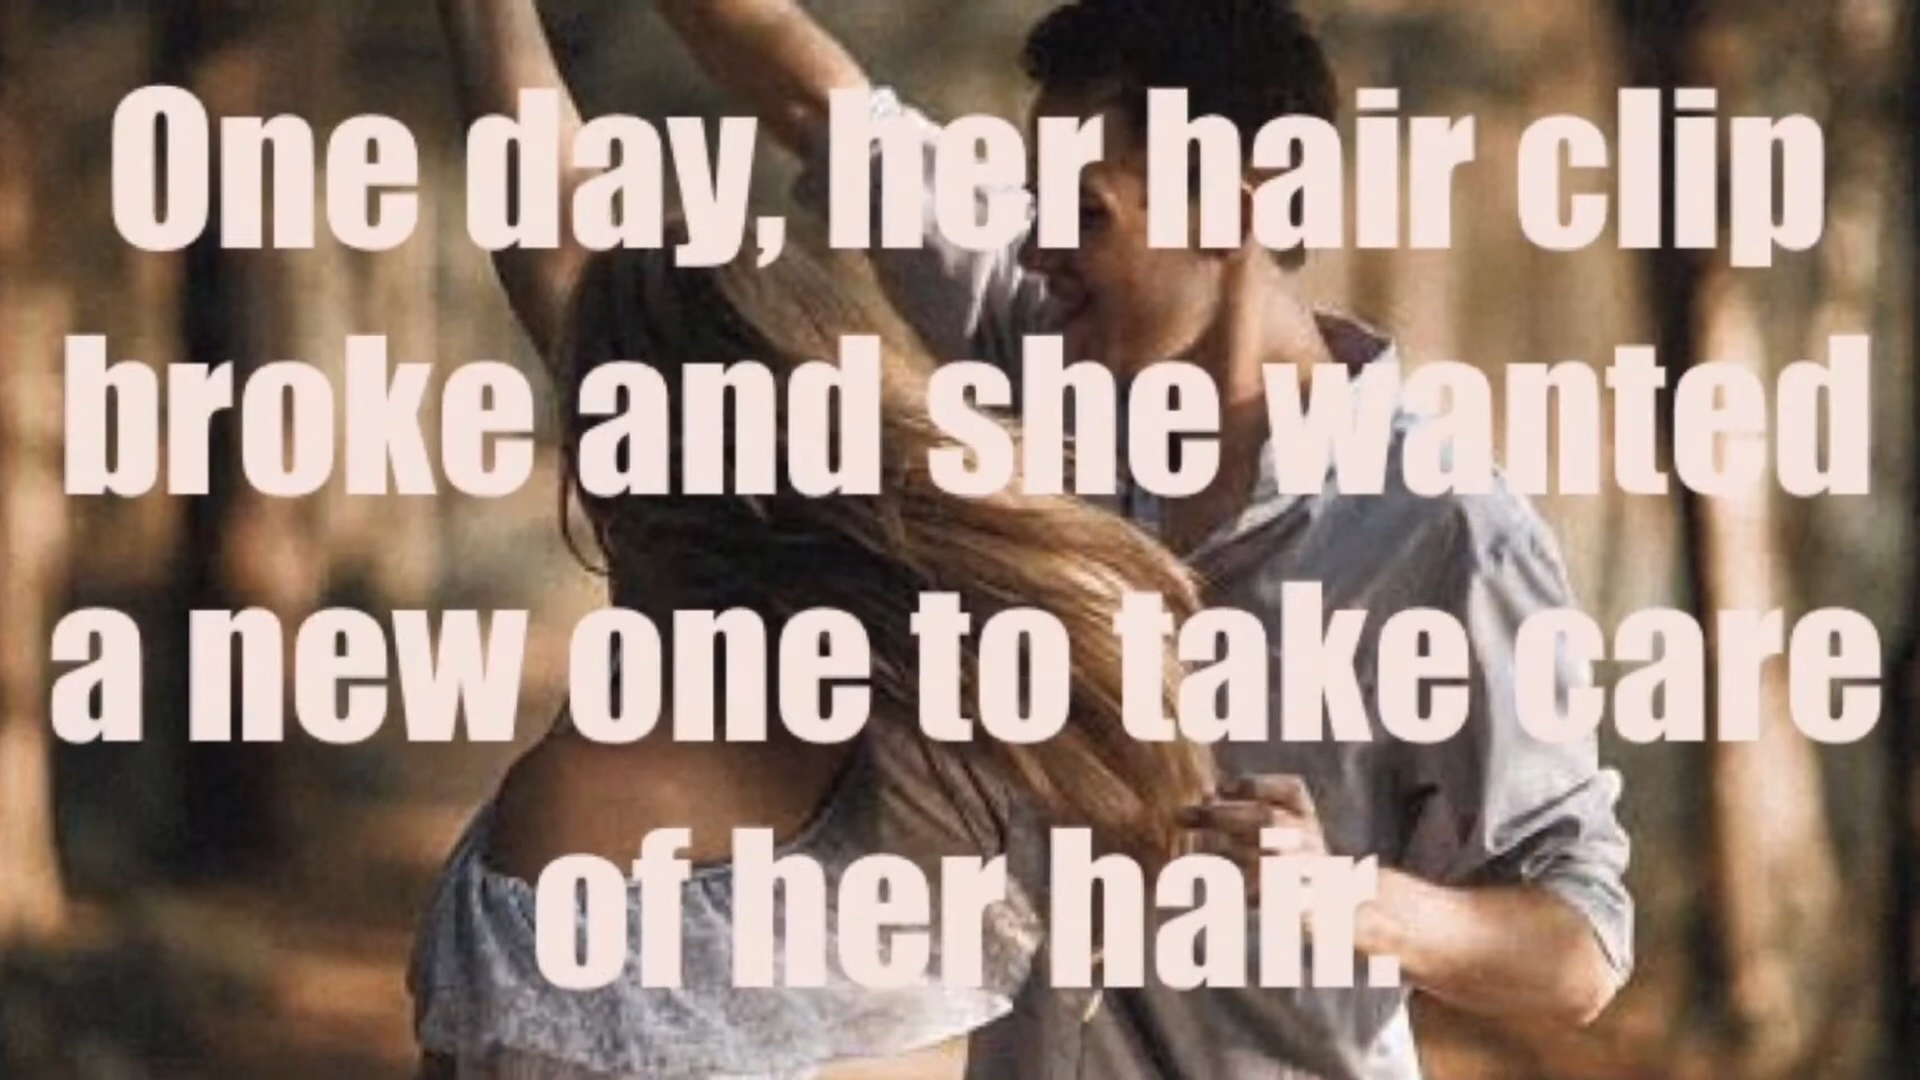 One day, her hair clip
broke and she wanted
a new one to take care
of her hair.